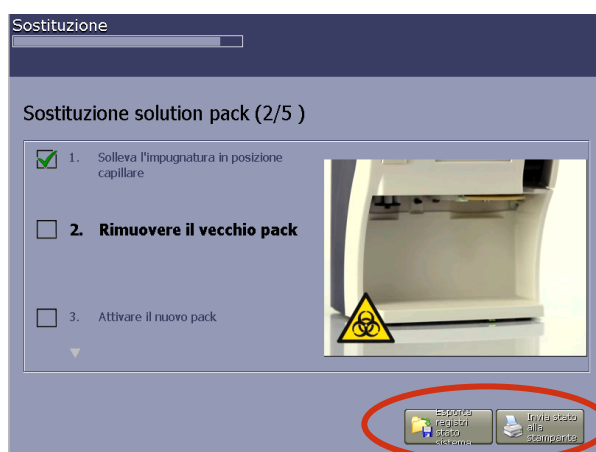 Sostituzione
Sostituzione solution pack (2/5 )
1. Solleva l'impugnatura in posizione
capillare
2. Rimuovere il vecchio pack
3. Attivare il nuovo pack
Esporta
registri
stato
sistema
Invia stato
alla
stampante